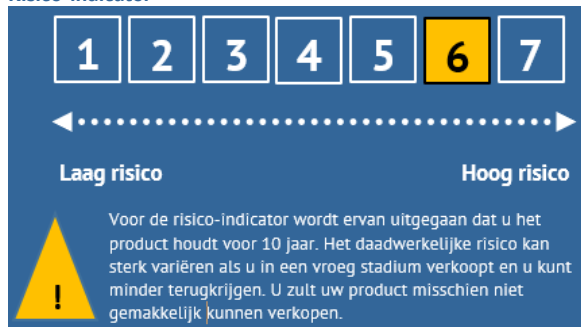 1 2 3 4 5 6 7
Laag risico Hoog risico
Voor de risico-indicator wordt ervan uitgegaan dat u het
product houdt voor 10 jaar. Het daadwerkelijke risico kan
sterk variëren als u in een vroeg stadium verkoopt en u kunt
minder terugkrijgen. U zult uw product misschien niet
! gemakkelijk kunnen verkopen.